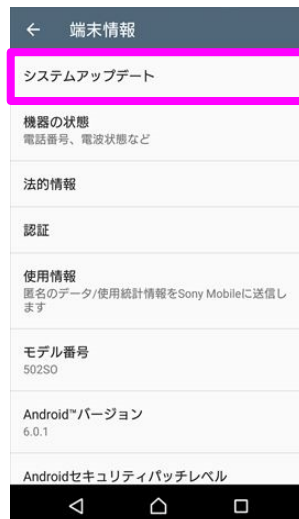 ← 端末情報
システムアップデート
機器の状態
電話番号、電波状態など
法的情報
認証
使用情報
匿名のデータ/使用統計情報をSony Mobileに送信し
ます
モデル番号
502SO
Android™バージョン
6.0.1
Androidセキュリティパッチレベル